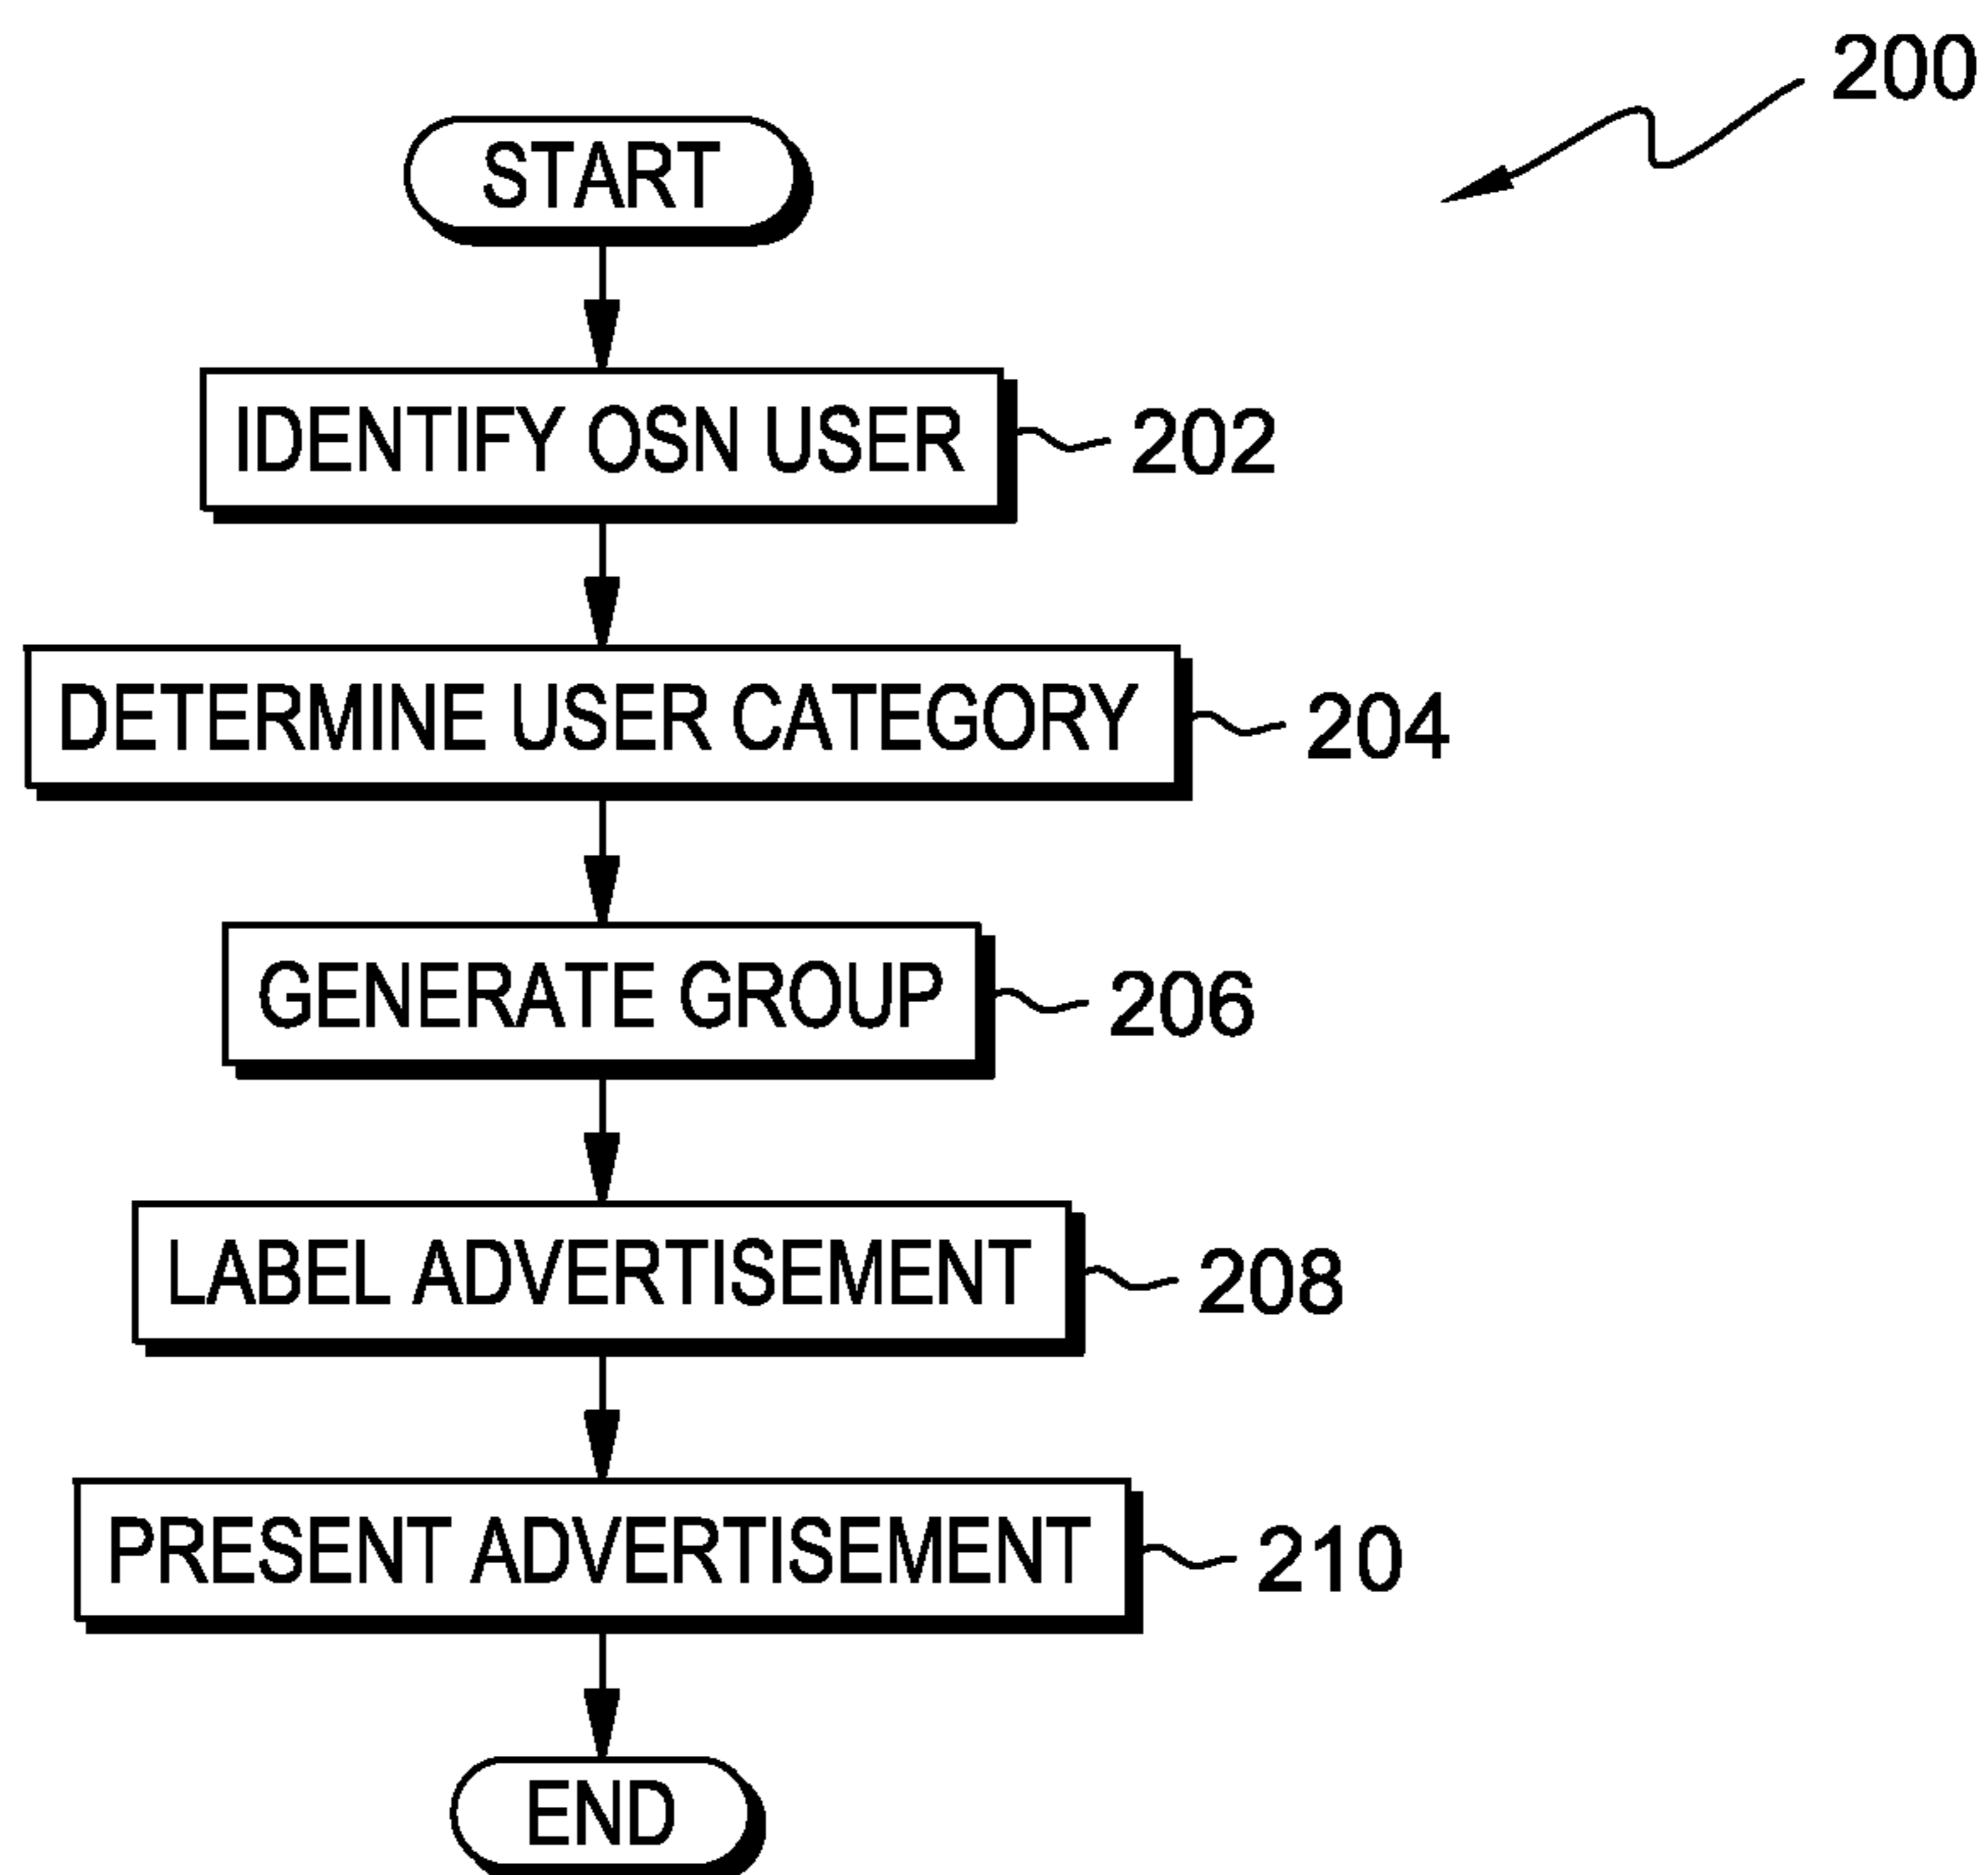 200
START
IDENTIFY OSN USER
202
DETERMINE USER CATEGORY
204
GENERATE GROUP
206
LABEL ADVERTISEMENT
208
PRESENT ADVERTISEMENT
210
END